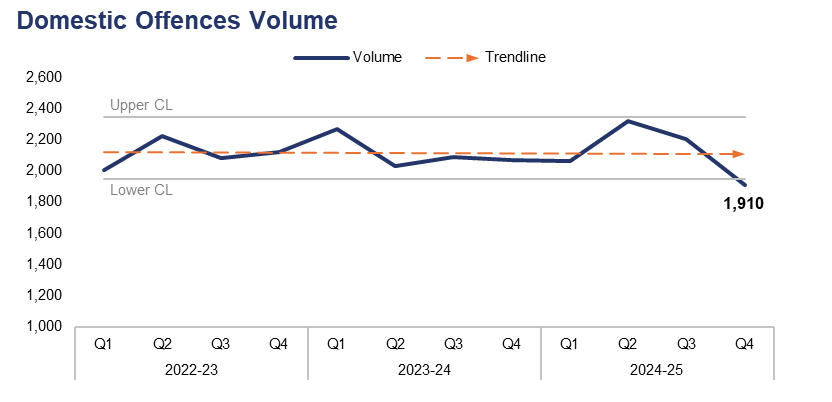 Domestic Offences Volume
Volume Trendline
2,600
2,400
Upper CL
2,200
2,000
Lower CL
1,800
1,910
1,600
1,400
1,200
1,000
Q1 Q2 Q3 Q4 Q1 Q2 Q3 Q4 Q1 Q2 Q3 Q4
2022-23 2023-24 2024-25